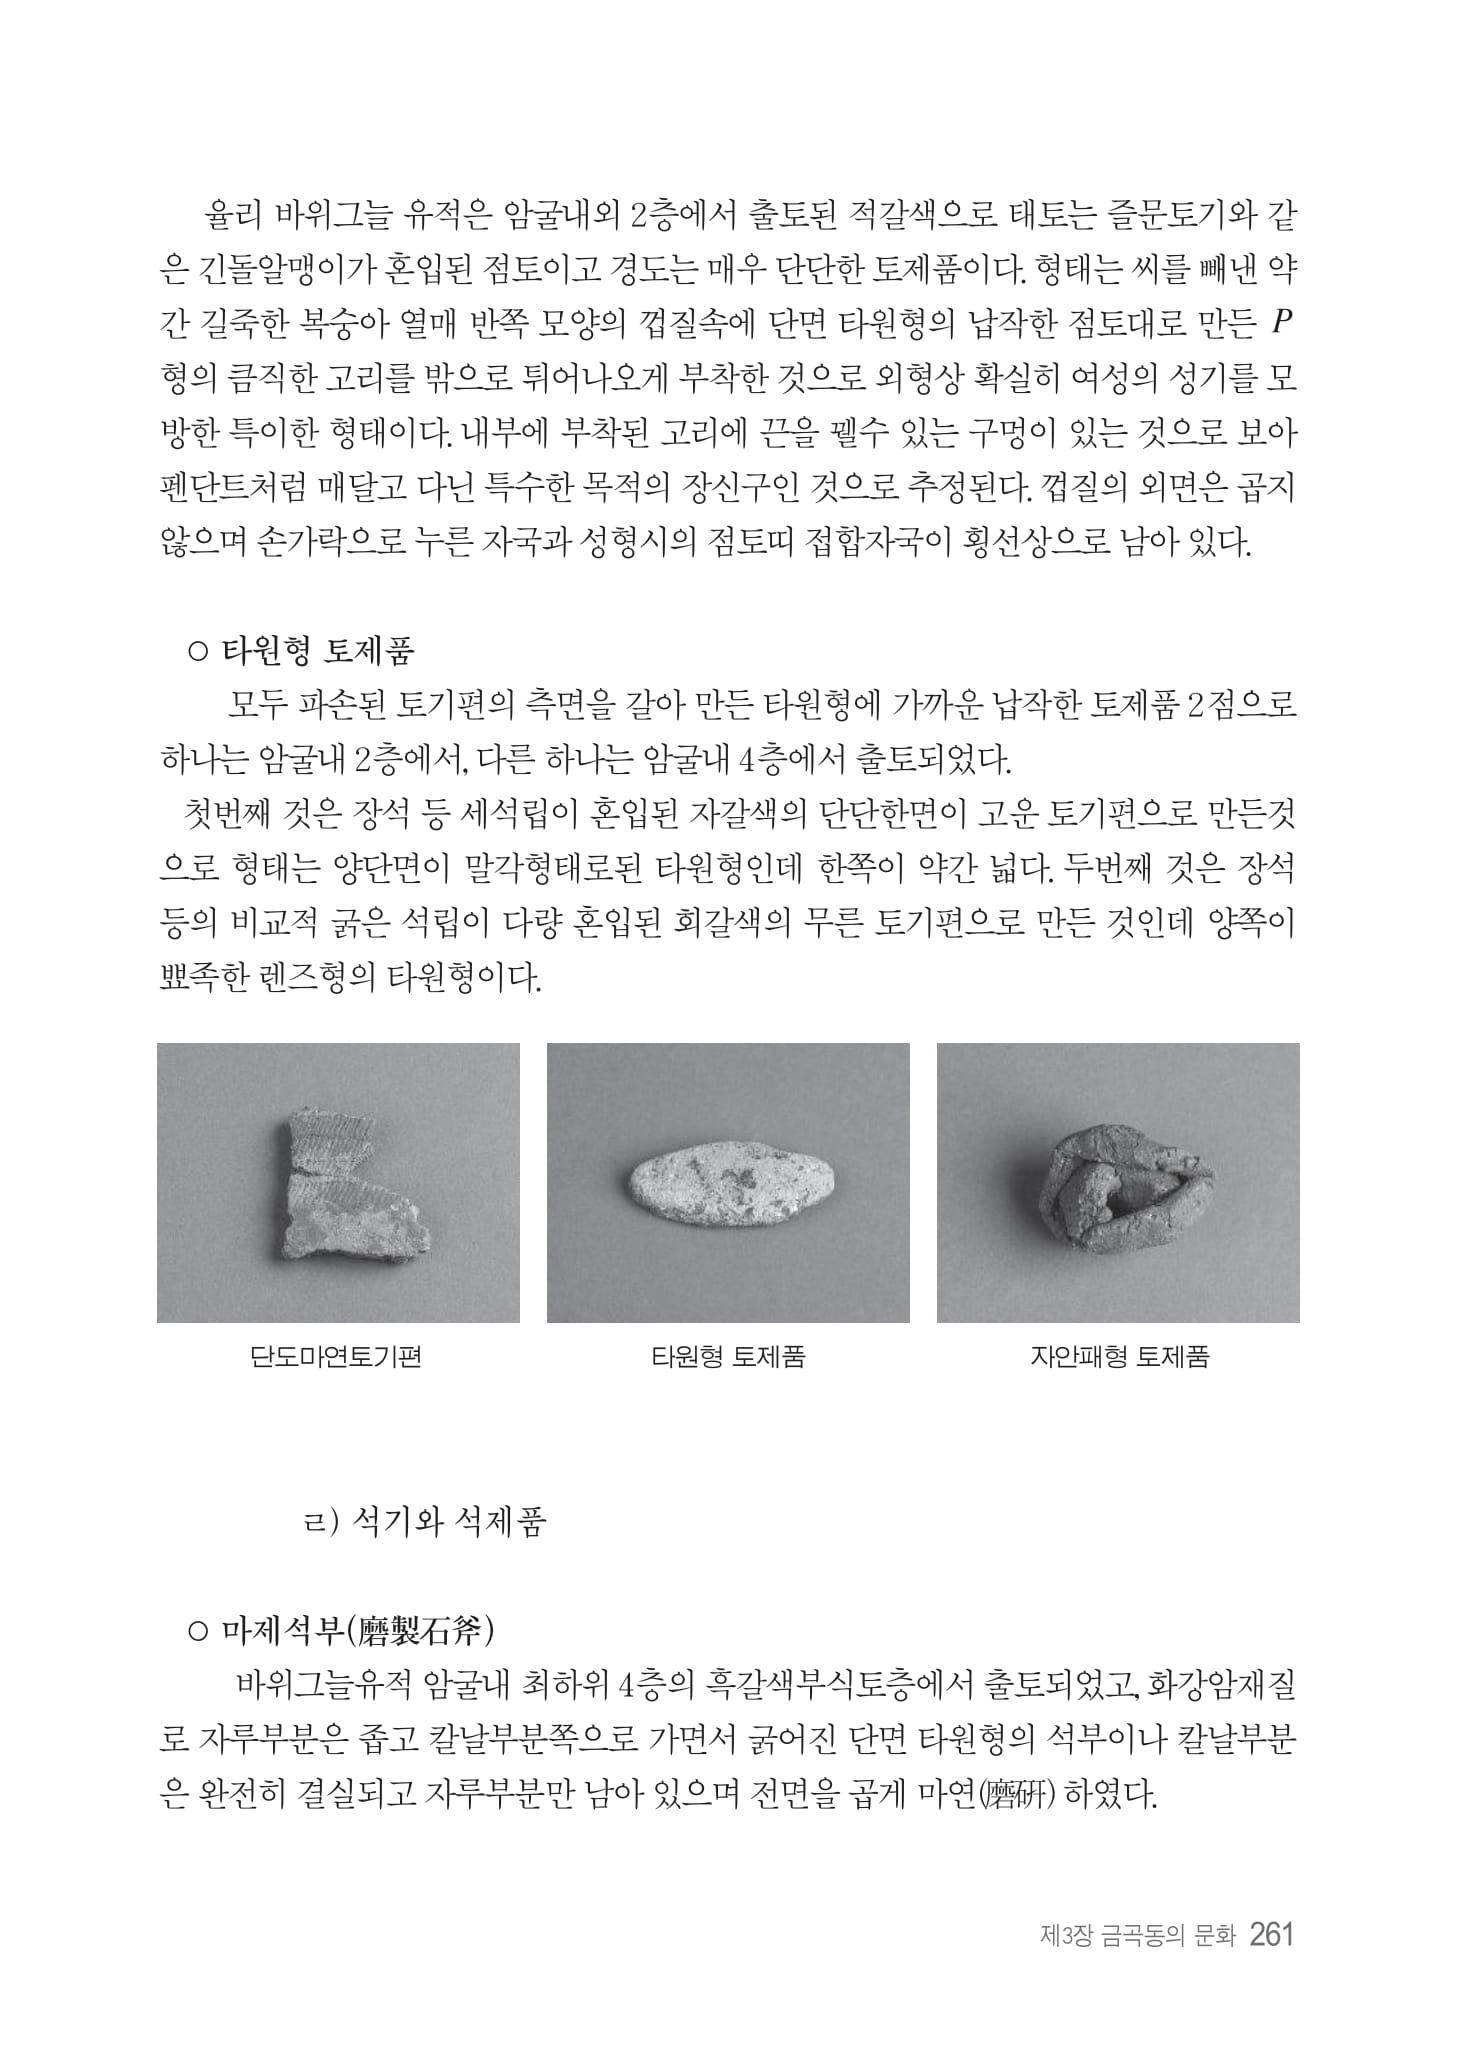 율리 바위그늘 유적은 암굴내외 2층에서 출토된 적갈색으로 태토는 즐문토기와 같
은 긴돌알맹이가 혼입된 점토이고 경도는 매우 단단한 토제품이다. 형태는 씨를 빼낸 약
간 길죽한 복숭아 열매 반쪽 모양의 껍질속에 단면 타원형의 납작한 점토대로 만든 P
형의 큼직한 고리를 밖으로 튀어나오게 부착한 것으로 외형상 확실히 여성의 성기를 모
방한 특이한 형태이다. 내부에 부착된 고리에 끈을 꿸수 있는 구멍이 있는 것으로 보아
펜단트처럼 매달고 다닌 특수한 목적의 장신구인 것으로 추정된다. 껍질의 외면은 곱지
않으며 손가락으로 누른 자국과 성형시의 점토띠 접합자국이 횡선상으로 남아 있다.
○ 타원형 토제품
모두 파손된 토기편의 측면을 갈아 만든 타원형에 가까운 납작한 토제품 2점으로
하나는 암굴내 2층에서, 다른 하나는 암굴내 4층에서 출토되었다.
첫번째 것은 장석 등 세석립이 혼입된 자갈색의 단단한면이 고운 토기편으로 만든것
으로 형태는 양단면이 말각형태로된 타원형인데 한쪽이 약간 넓다. 두번째 것은 장석
등의 비교적 굵은 석립이 다량 혼입된 회갈색의 무른 토기편으로 만든 것인데 양쪽이
뾰족한 렌즈형의 타원형이다.
단도마연토기편
타원형 토제품
자안패형 토제품
ㄹ) 석기와 석제품
○ 마제석부(磨製石斧)
바위그늘유적 암굴내 최하위 4층의 흑갈색부식토층에서 출토되었고, 화강암재질
로 자루부분은 좁고 칼날부분쪽으로 가면서 굵어진 단면 타원형의 석부이나 칼날부분
은 완전히 결실되고 자루부분만 남아 있으며 전면을 곱게 마연(磨硏) 하였다.
제3장 금곡동의 문화 261